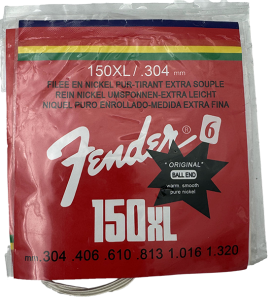 150XL/.304 mm
FILÉE EN NICKEL PUR-TIRANT EXTRA SOUPLE
REIN NICKEL UMSPONNEN-EXTRA LEICHT
NIQUEL PURO ENROLLADO-MEDIDA EXTRA FINA
Fender® 6
"ORIGINAL"
BALL END
warm smooth
pure nickel
150XL
mm .304 .406 .610 .813 1.016 1.320